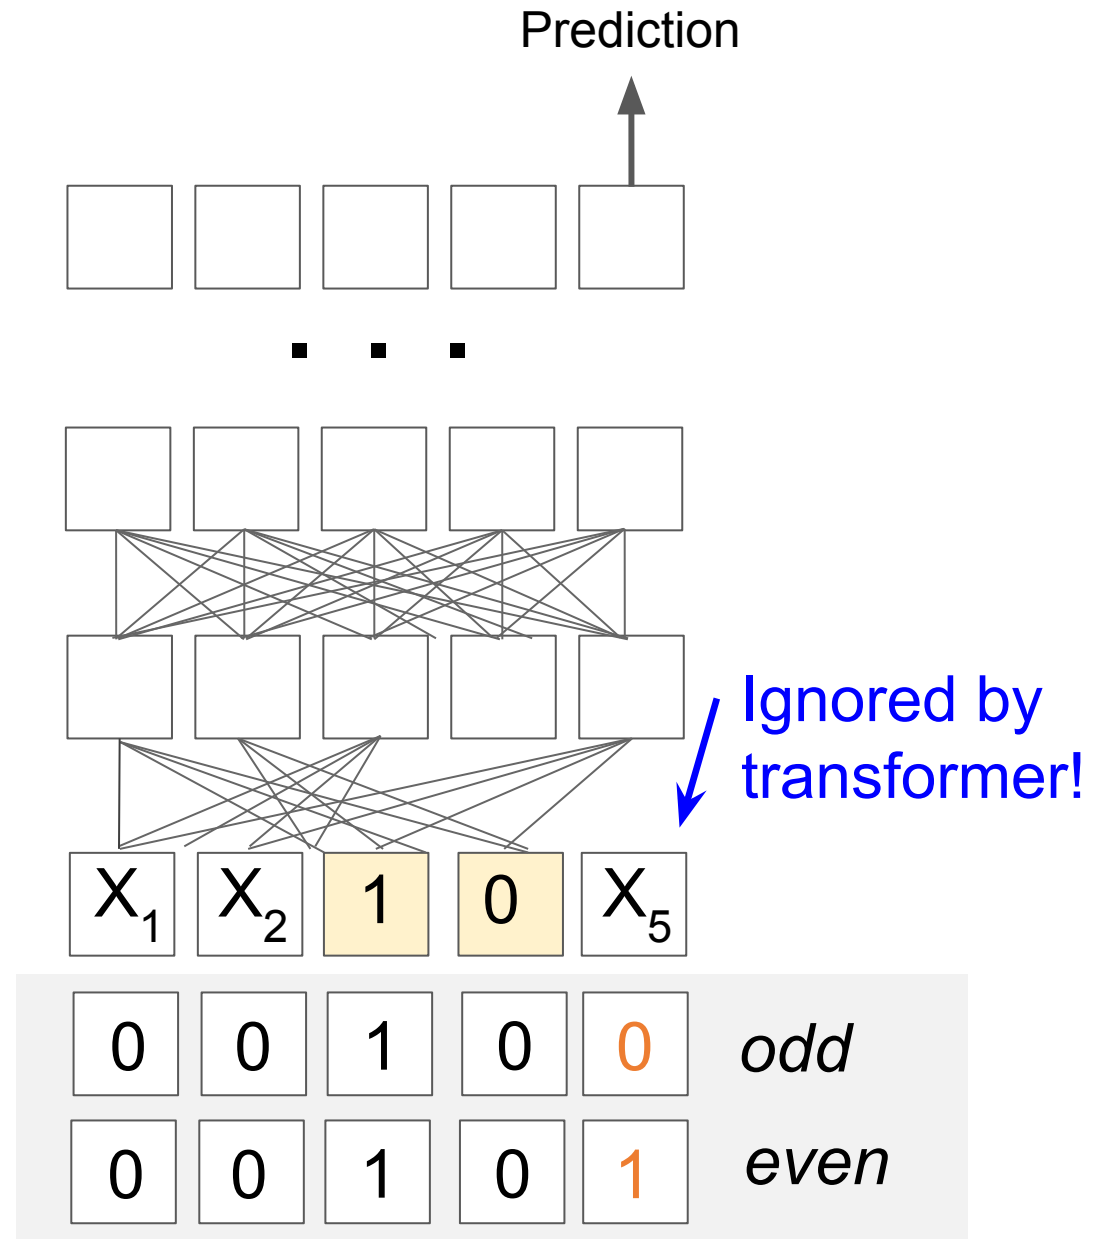 Prediction
. . .
Ignored by
transformer!
X₁ X₂ 1 0 X₅
0 0 1 0 0 odd
0 0 1 0 1 even